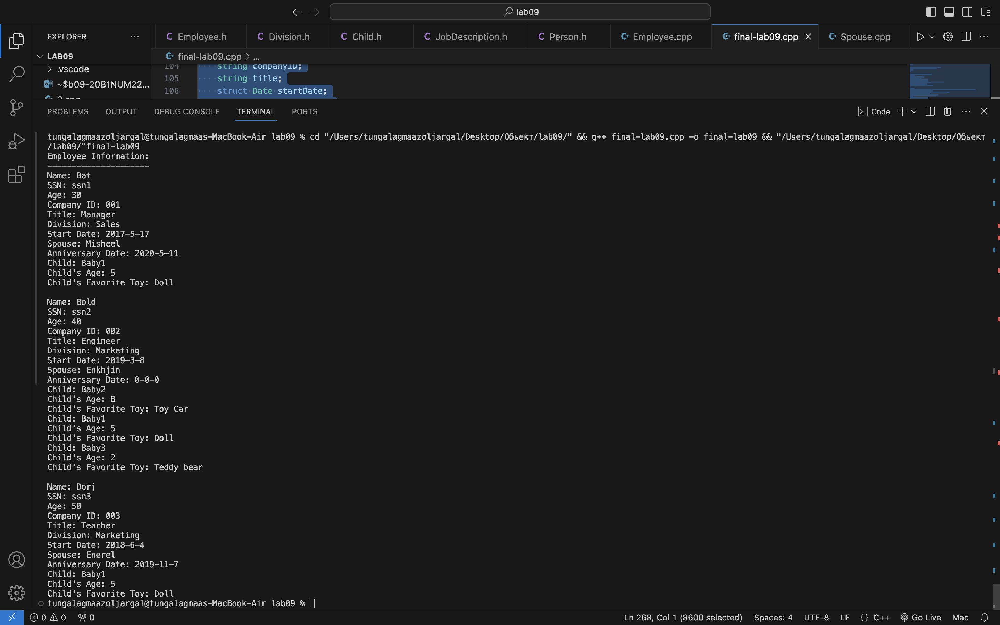 lab09
EXPLORER
Employee.h
Division.h
Child.h
JobDescription.h
Person.h
Employee.cpp
final-lab09.cpp
Spouse.cpp
LAB09
final-lab09.cpp > ...
.vscode
~$b09-20B1NUM22...
104 string companyID;
105 string title;
106 struct Date startDate;
PROBLEMS
OUTPUT
DEBUG CONSOLE
TERMINAL
PORTS
Code
tungalagmaazoljargal@tungalagmaas-MacBook-Air lab09 % cd "/Users/tungalagmaazoljargal/Desktop/Обьект/lab09/" && g++ final-lab09.cpp -o final-lab09 && "/Users/tungalagmaazoljargal/Desktop/Обьект
/lab09/"final-lab09
Employee Information:
---------------------
Name: Bat
SSN: ssn1
Age: 30
Company ID: 001
Title: Manager
Division: Sales
Start Date: 2017-5-17
Spouse: Misheel
Anniversary Date: 2020-5-11
Child: Baby1
Child's Age: 5
Child's Favorite Toy: Doll
Name: Bold
SSN: ssn2
Age: 40
Company ID: 002
Title: Engineer
Division: Marketing
Start Date: 2019-3-8
Spouse: Enkhjin
Anniversary Date: 0-0-0
Child: Baby2
Child's Age: 8
Child's Favorite Toy: Toy Car
Child: Baby1
Child's Age: 5
Child's Favorite Toy: Doll
Child: Baby3
Child's Age: 2
Child's Favorite Toy: Teddy bear
Name: Dorj
SSN: ssn3
Age: 50
Company ID: 003
Title: Teacher
Division: Marketing
Start Date: 2018-6-4
Spouse: Enerel
Anniversary Date: 2019-11-7
Child: Baby1
Child's Age: 5
Child's Favorite Toy: Doll
tungalagmaazoljargal@tungalagmaas-MacBook-Air lab09 %
0 0 0
Ln 268, Col 1 (8600 selected)
Spaces: 4
UTF-8
LF
{} C++
Go Live
Mac